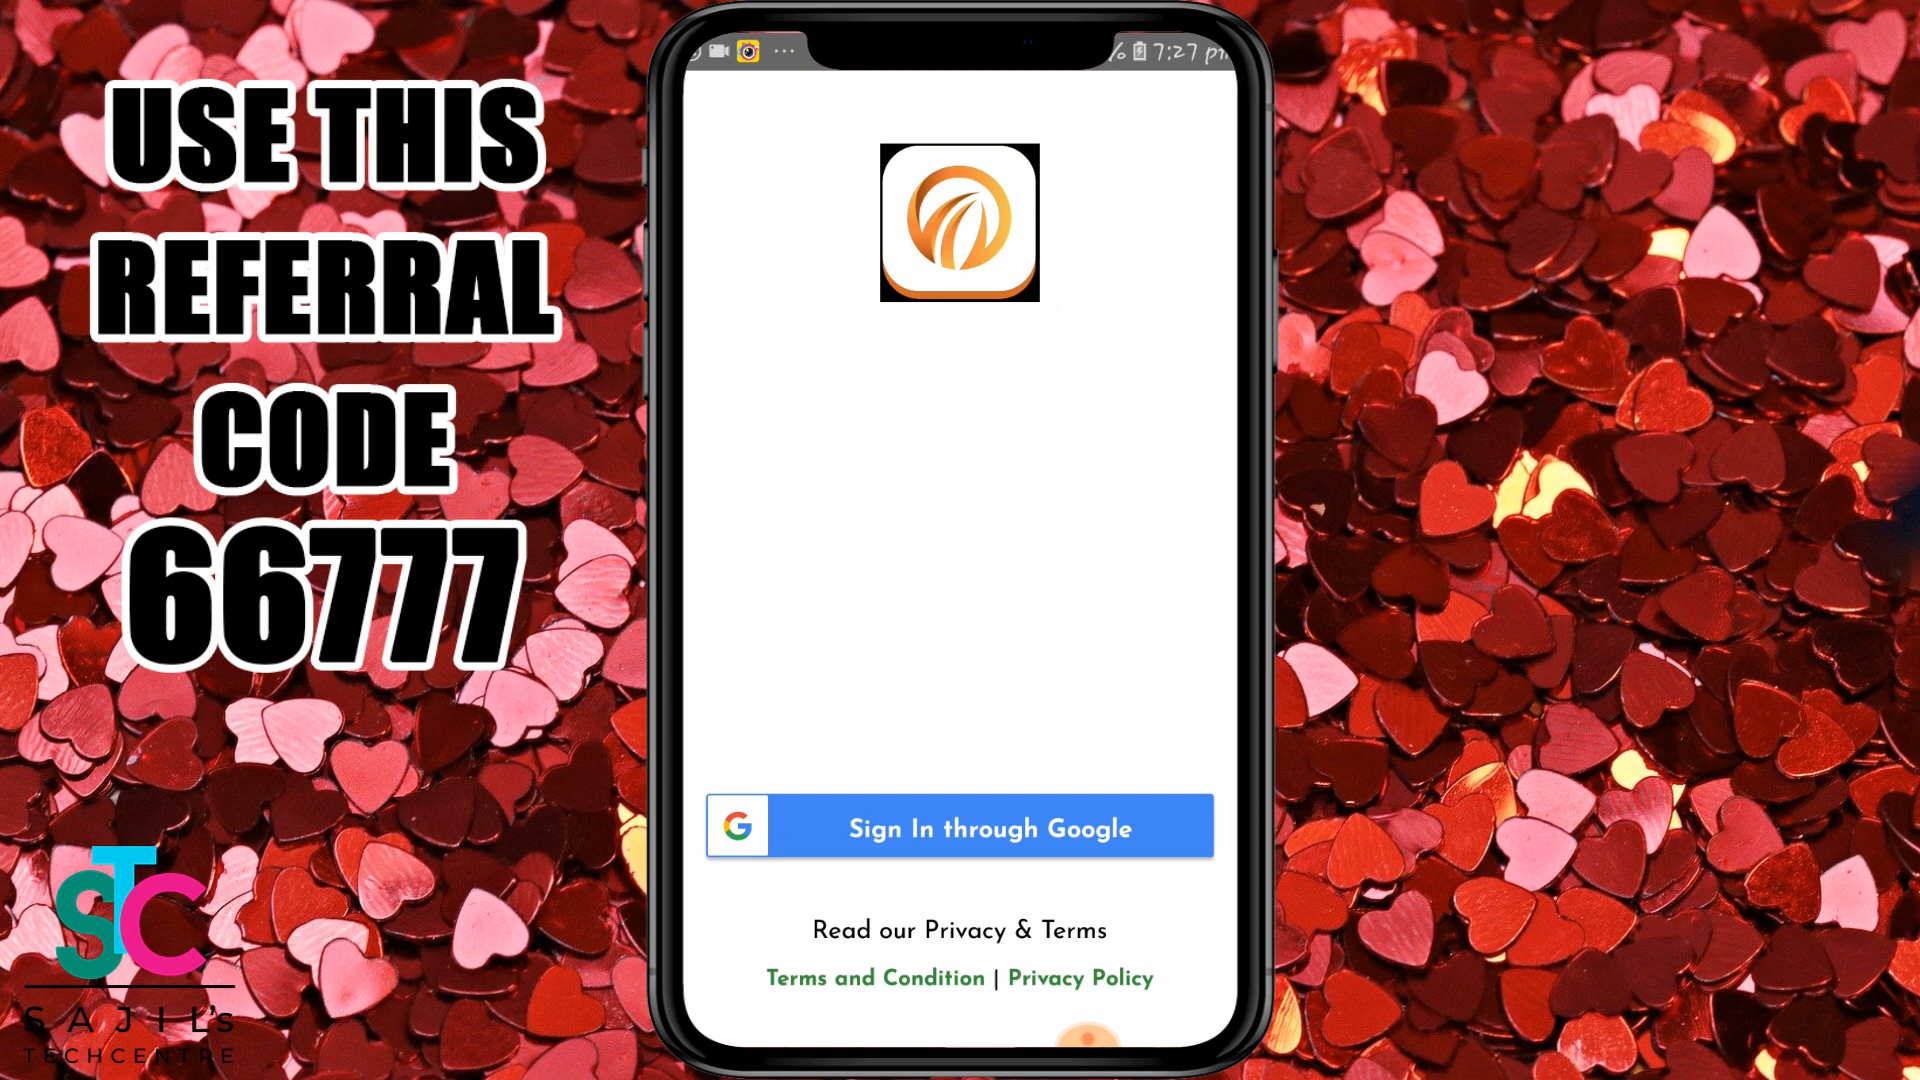 USE THIS
REFERRAL
CODE
66777
STC
SAJIL's
TECHCENTRE
7:27
Sign In through Google
Read our Privacy & Terms
Terms and Condition | Privacy Policy